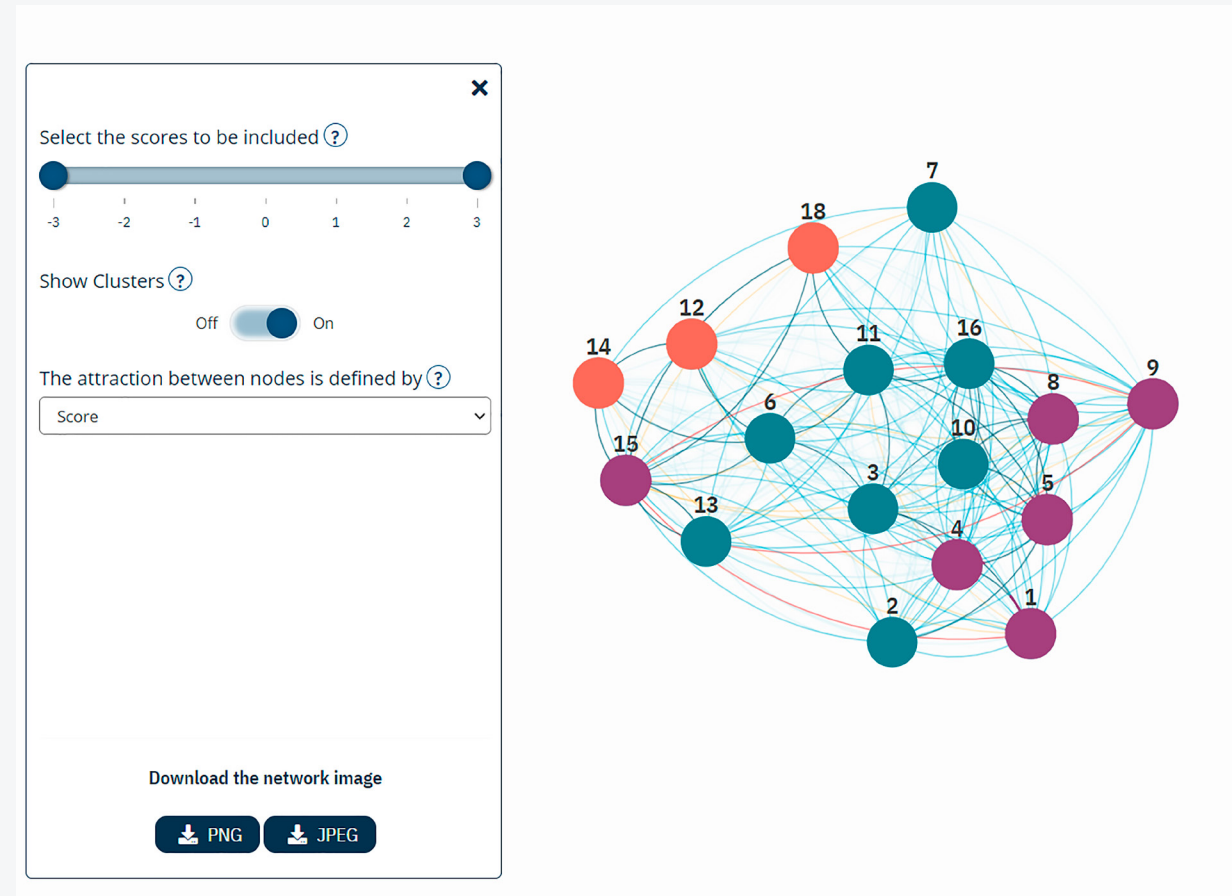 Select the scores to be included ?
-3 -2 -1 0 1 2 3
Show Clusters ?
Off On
The attraction between nodes is defined by ?
Score
Download the network image
PNG JPEG
7
18
12
11
16
14
9
8
6
10
15
3
5
13
4
1
2